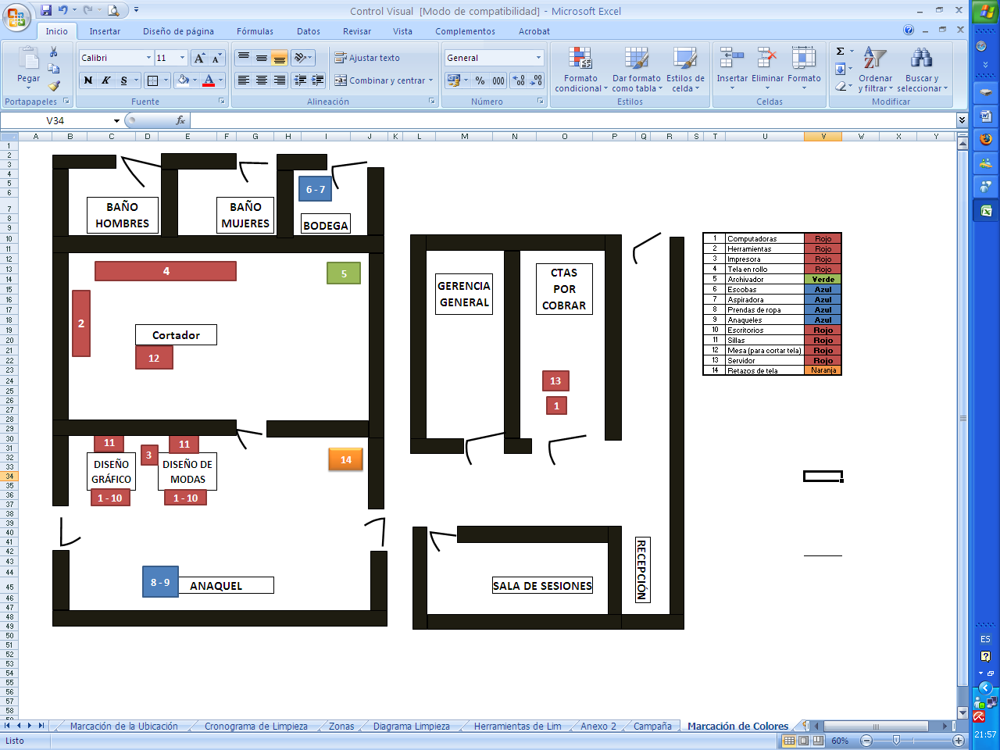 Control Visual  [Modo de compatibilidad] - Microsoft Excel
Inicio Insertar Diseño de página Fórmulas Datos Revisar Vista Complementos Acrobat
Pegar
Portapapeles
Calibri 11
N K S
Fuente
Ajustar texto
Combinar y centrar
Alineación
General
% 000
Número
Formato condicional
Dar formato como tabla
Estilos de celda
Estilos
Insertar Eliminar Formato
Celdas
Ordenar y filtrar
Buscar y seleccionar
Modificar
V34
fx
A B C D E F G H I J K L M N O P Q R S T U V W X Y
1
2
3
4
5
6
7
8
9
10
11
12
13
14
15
16
17
18
19
20
21
22
23
24
25
26
27
28
29
30
31
32
33
34
35
36
37
38
39
40
41
42
43
44
45
46
47
48
49
50
51
52
53
54
55
56
57
58
BAÑO
HOMBRES
BAÑO
MUJERES
6 - 7
BODEGA
4
5
2
Cortador
12
11
3
11
DISEÑO
GRÁFICO
DISEÑO DE
MODAS
1 - 10
1 - 10
14
8 - 9
ANAQUEL
GERENCIA
GENERAL
CTAS
POR
COBRAR
13
1
SALA DE SESIONES
RECEPCIÓN
1 Computadoras Rojo
2 Herramientas Rojo
3 Impresora Rojo
4 Tela en rollo Rojo
5 Archivador Verde
6 Escobas Azul
7 Aspiradora Azul
8 Prendas de ropa Azul
9 Anaqueles Azul
10 Escritorios Rojo
11 Sillas Rojo
12 Mesa (para cortar tela) Rojo
13 Servidor Rojo
14 Retazos de tela Naranja
Marcación de la Ubicación Cronograma de Limpieza Zonas Diagrama Limpieza Herramientas de Lim Anexo 2 Campaña Marcación de Colores
Listo
60%
ES
21:57